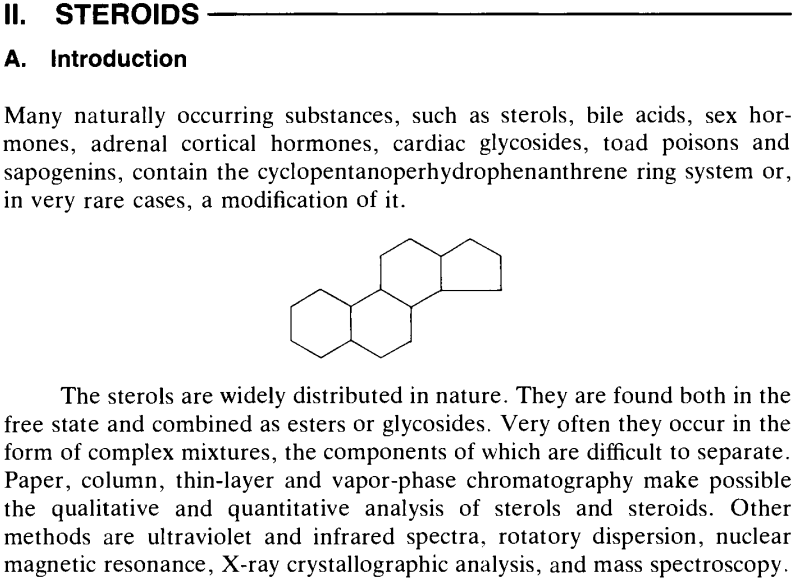 II. STEROIDS
A. Introduction
Many naturally occurring substances, such as sterols, bile acids, sex hor-
mones, adrenal cortical hormones, cardiac glycosides, toad poisons and
sapogenins, contain the cyclopentanoperhydrophenanthrene ring system or,
in very rare cases, a modification of it.
The sterols are widely distributed in nature. They are found both in the
free state and combined as esters or glycosides. Very often they occur in the
form of complex mixtures, the components of which are difficult to separate.
Paper, column, thin-layer and vapor-phase chromatography make possible
the qualitative and quantitative analysis of sterols and steroids. Other
methods are ultraviolet and infrared spectra, rotatory dispersion, nuclear
magnetic resonance, X-ray crystallographic analysis, and mass spectroscopy.